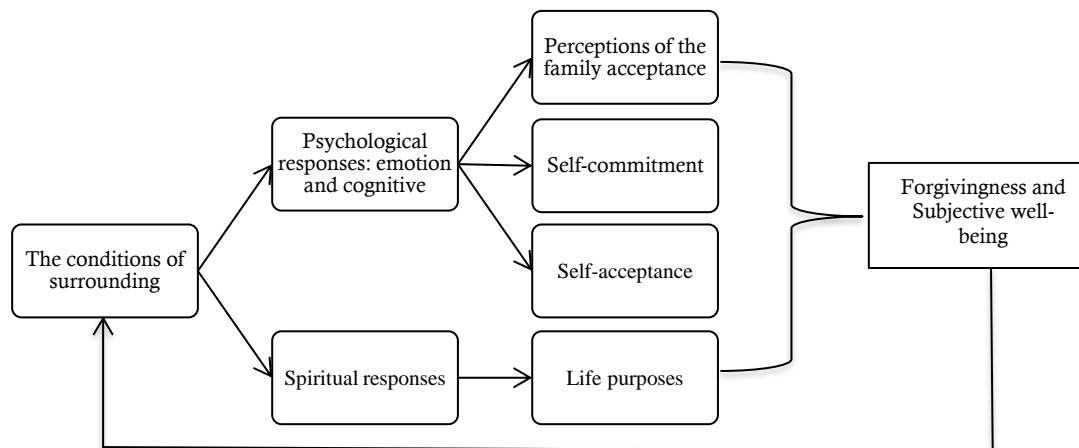 Perceptions of the
family acceptance
Psychological
responses: emotion
and cognitive
Self-commitment
Forgivingness and
Subjective well-
being
The conditions of
surrounding
Self-acceptance
Spiritual responses
Life purposes